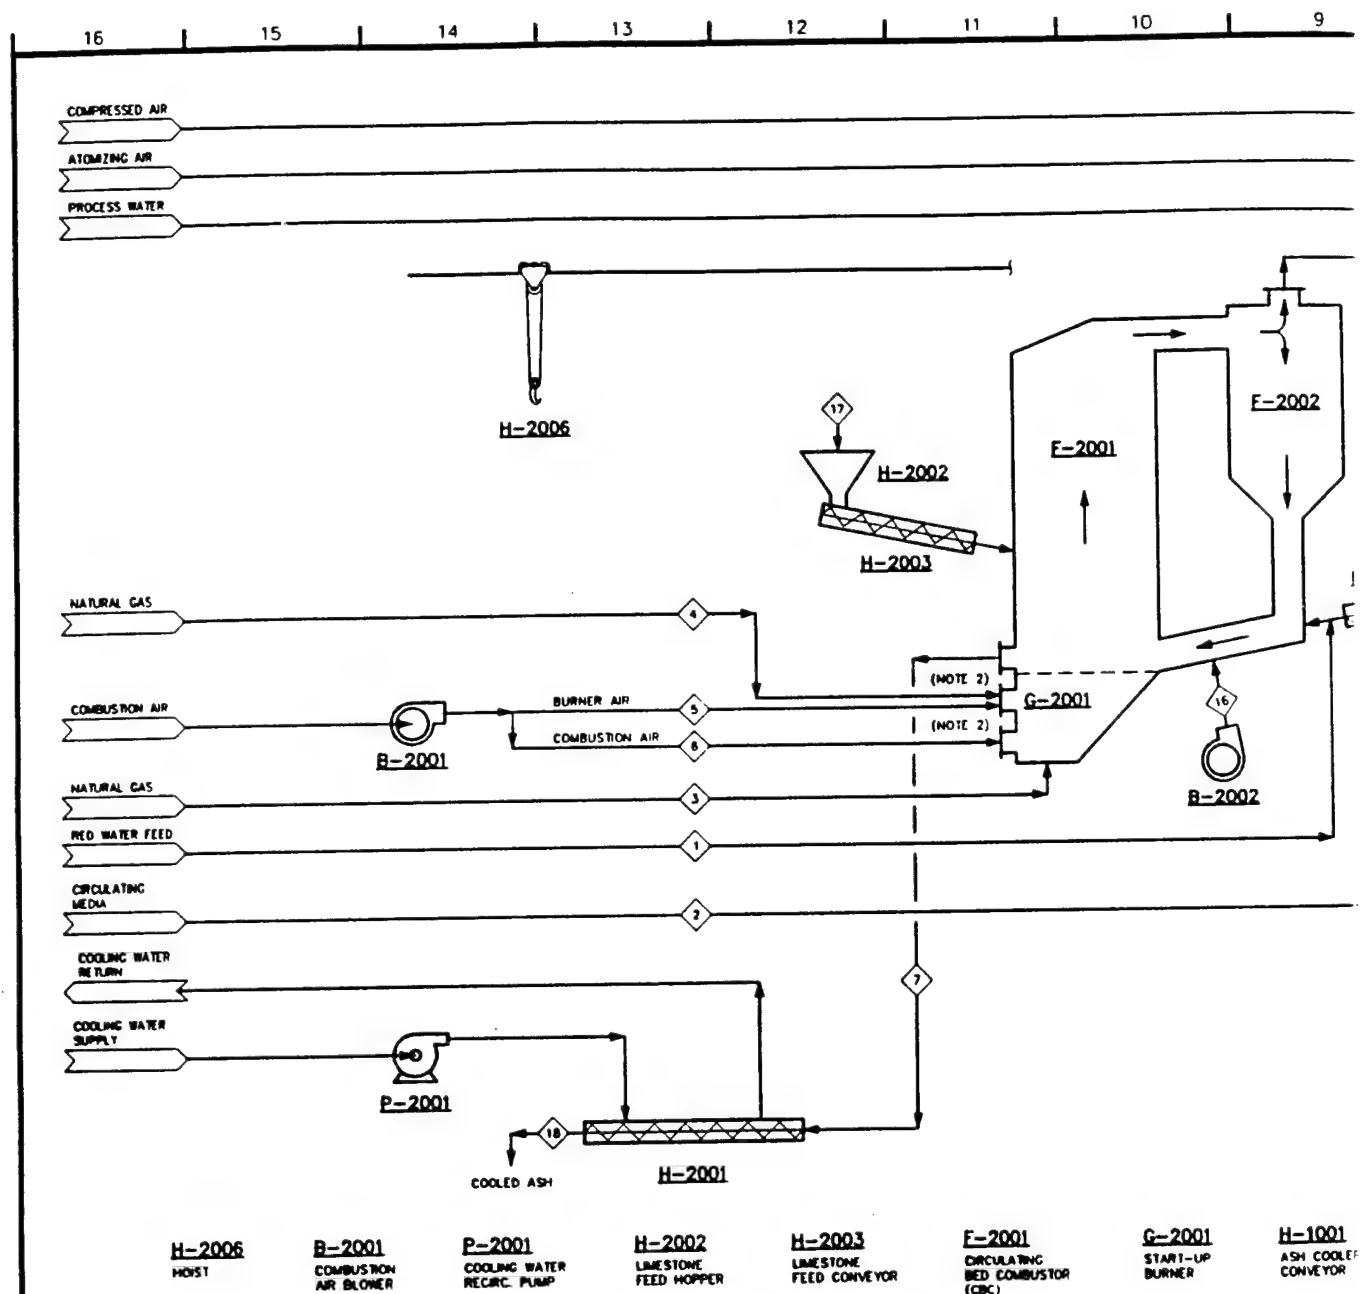 16 15 14 13 12 11 10 9
COMPRESSED AIR
ATOMIZING AIR
PROCESS WATER
H-2006
17
H-2002
H-2003
F-2001
F-2002
NATURAL GAS
4
(NOTE 2)
G-2001
COMBUSTION AIR
B-2001
BURNER AIR
5
COMBUSTION AIR
6
(NOTE 2)
16
B-2002
NATURAL GAS
3
RED WATER FEED
1
CIRCULATING
MEDIA
2
COOLING WATER
RETURN
7
COOLING WATER
SUPPLY
P-2001
18
COOLED ASH
H-2001
H-2006
HOIST
B-2001
COMBUSTION
AIR BLOWER
P-2001
COOLING WATER
RECIRC. PUMP
H-2002
LIMESTONE
FEED HOPPER
H-2003
LIMESTONE
FEED CONVEYOR
F-2001
CIRCULATING
BED COMBUSTOR
(CBC)
G-2001
START-UP
BURNER
H-1001
ASH COOLER
CONVEYOR